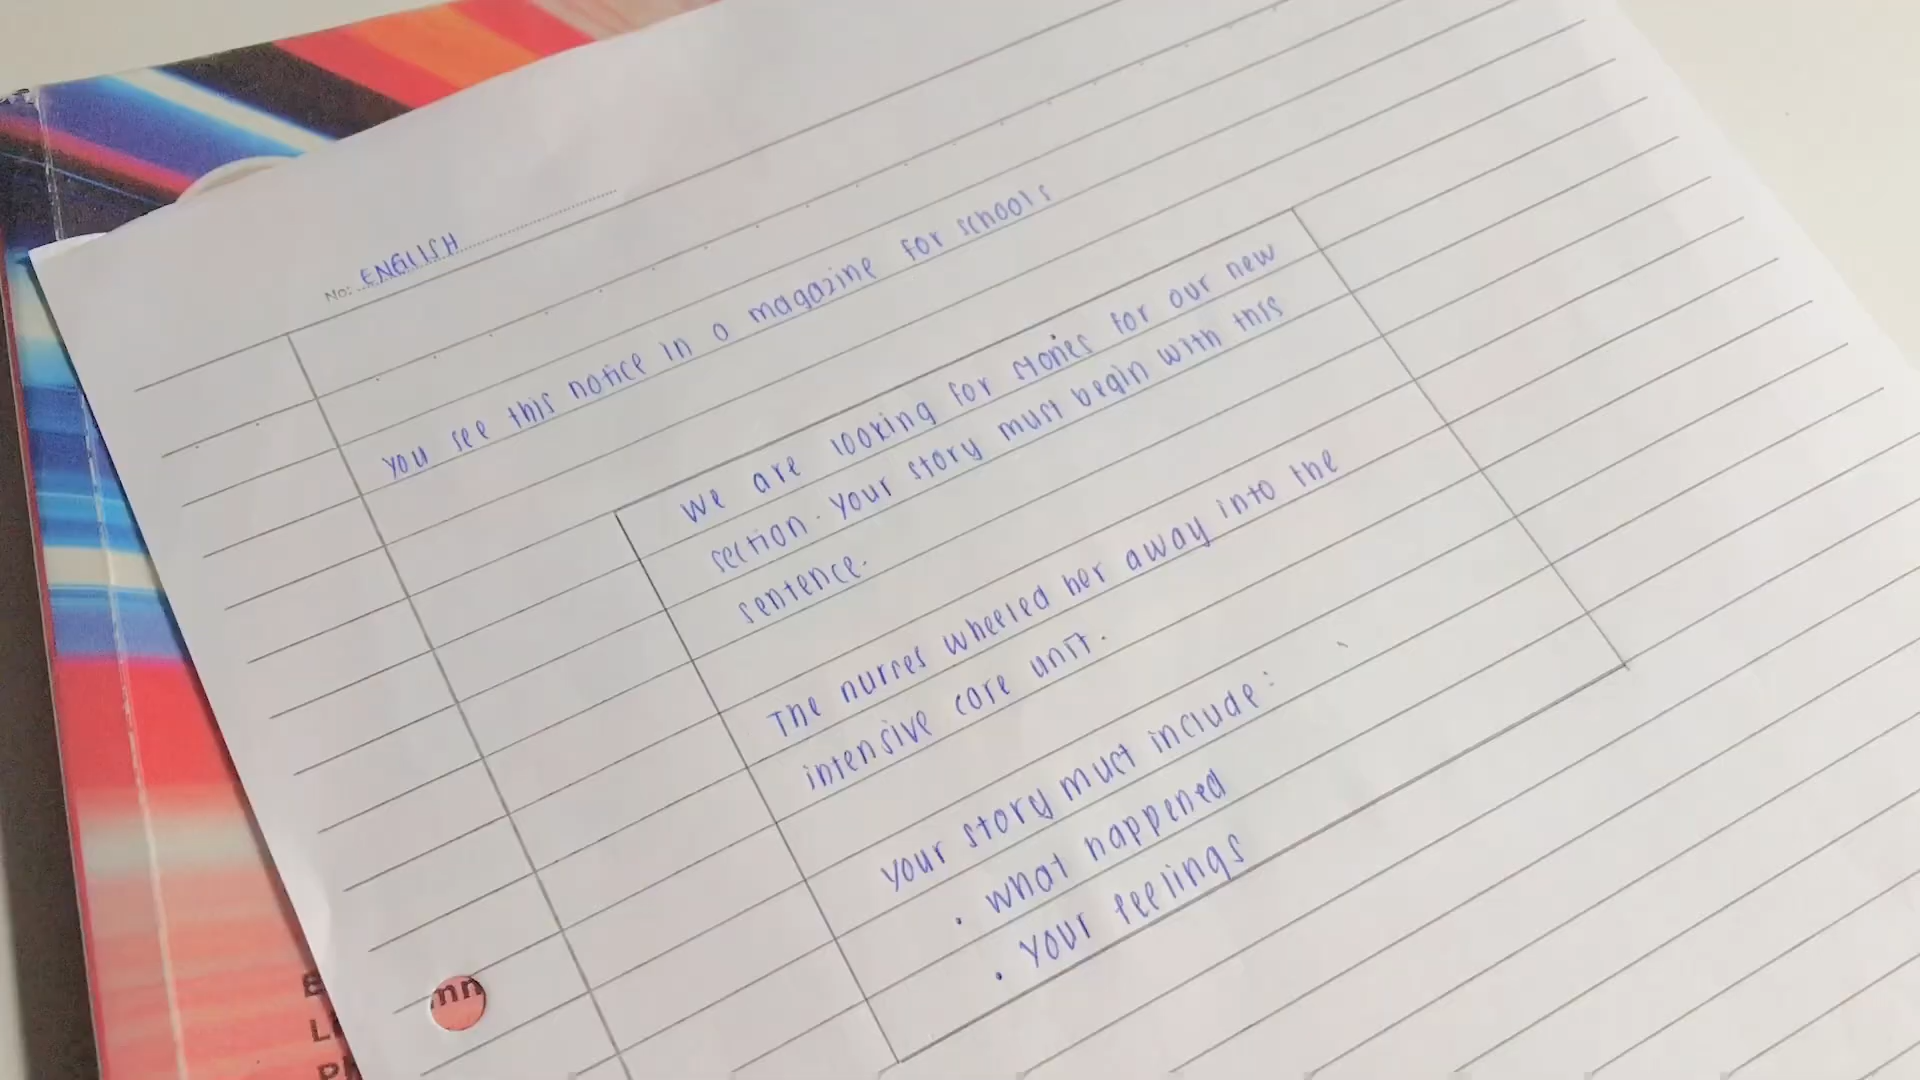 No: ENGLISH
You see this notice in a magazine for schools
We are looking for stories for our new
section. Your story must begin with this
sentence.
The nurses wheeled her away into the
intensive care unit.
Your story must include:
• what happened
• your feelings
mn